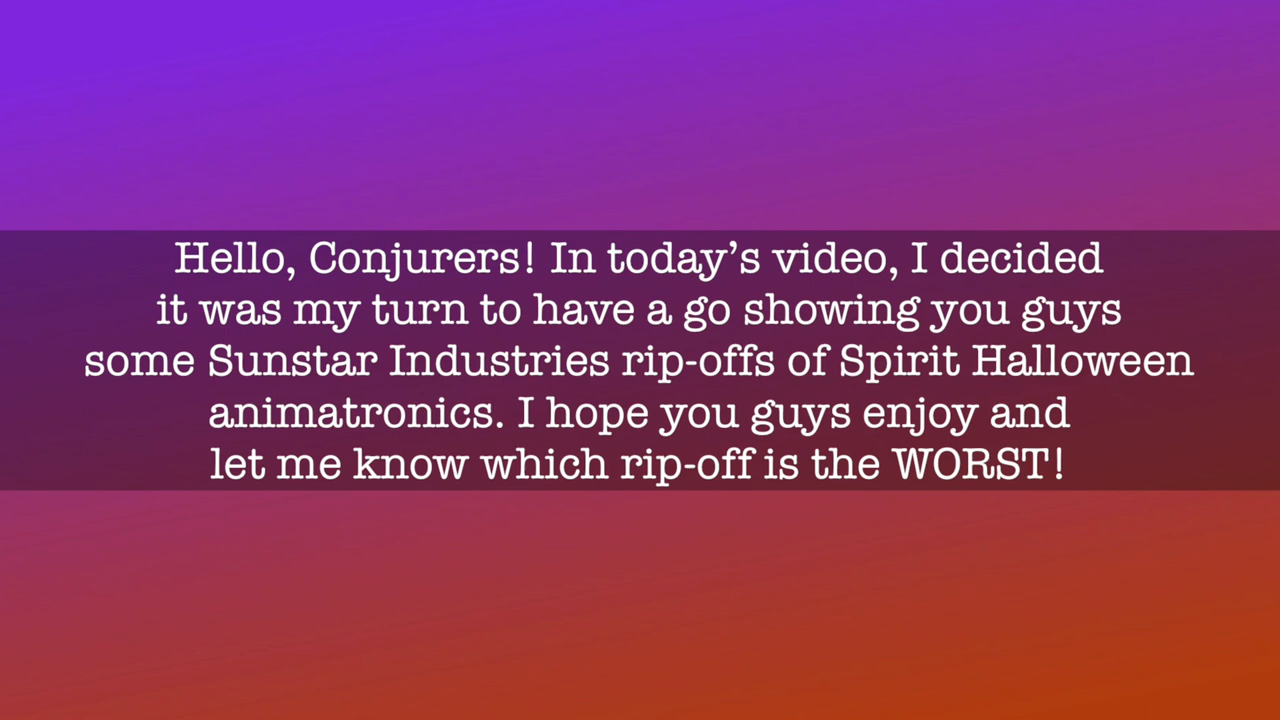 Hello, Conjurers! In today’s video, I decided
it was my turn to have a go showing you guys
some Sunstar Industries rip-offs of Spirit Halloween
animatronics. I hope you guys enjoy and
let me know which rip-off is the WORST!